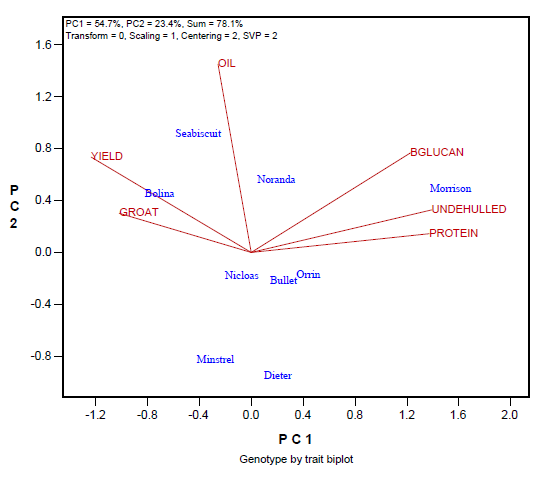 PC1 = 54.7%, PC2 = 23.4%, Sum = 78.1%
Transform = 0, Scaling = 1, Centering = 2, SVP = 2
1.6
OIL
1.2
Seabiscuit
0.8
YIELD
BGLUCAN
Noranda
Morrison
Bolina
0.4
GROAT
UNDEHULLED
PROTEIN
P
C
2
0.0
Nicloas
Bullet
Orrin
-0.4
Minstrel
-0.8
Dieter
-1.2 -0.8 -0.4 0.0 0.4 0.8 1.2 1.6 2.0
PC1
Genotype by trait biplot